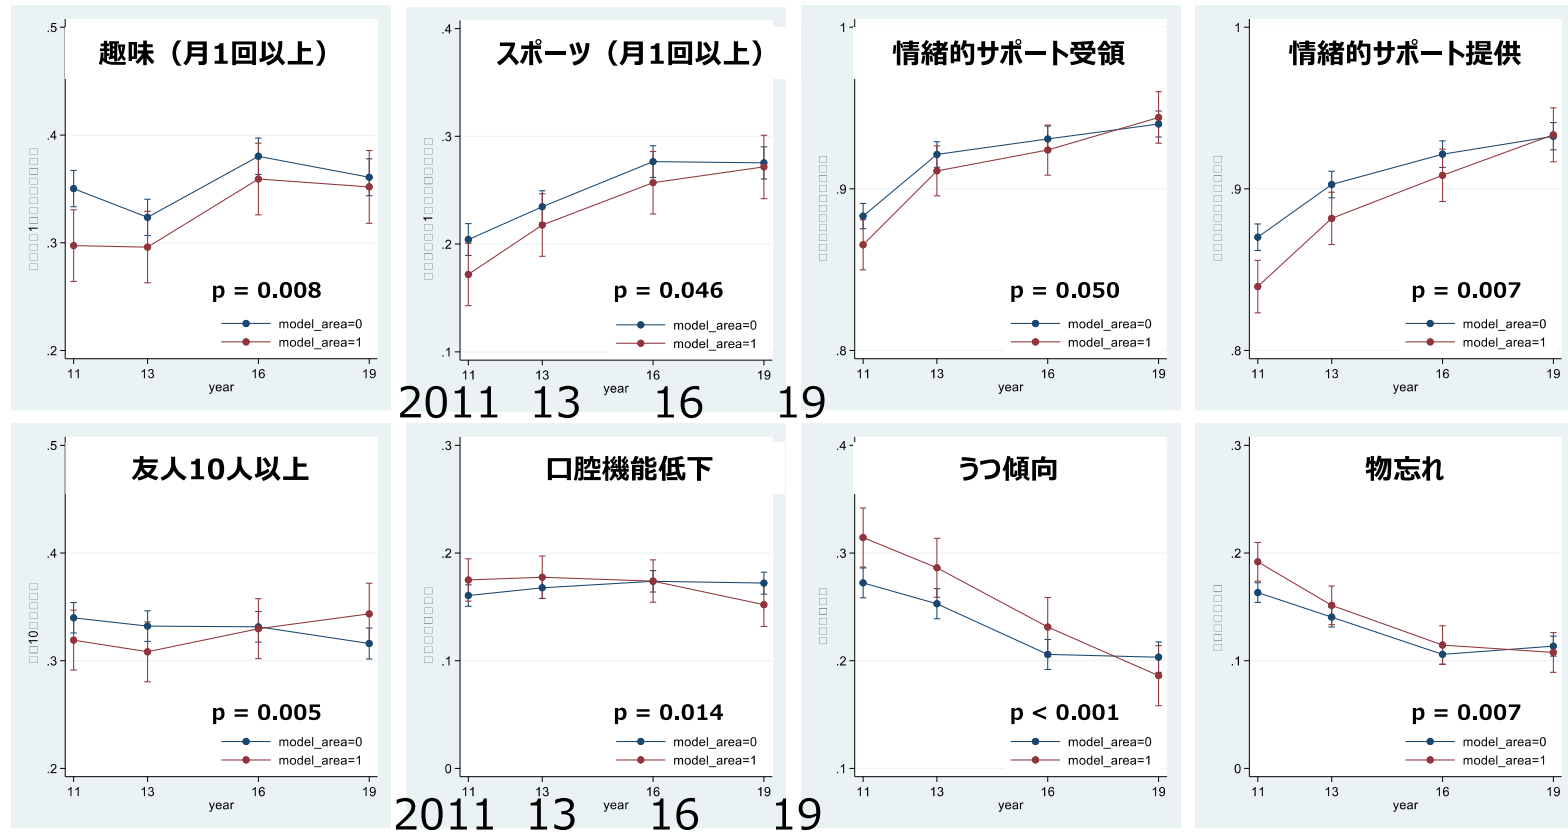 趣味（月1回以上）
.5
.4
.3
.2
11 13 16 19
year
p = 0.008
model_area=0
model_area=1
スポーツ（月1回以上）
.4
.3
.2
.1
11 13 16 19
year
p = 0.046
model_area=0
model_area=1
情緒的サポート受領
1
.9
.8
11 13 16 19
year
p = 0.050
model_area=0
model_area=1
情緒的サポート提供
1
.9
.8
11 13 16 19
year
p = 0.007
model_area=0
model_area=1
2011 13 16 19
友人10人以上
.5
.4
.3
.2
11 13 16 19
year
p = 0.005
model_area=0
model_area=1
口腔機能低下
.3
.2
.1
0
11 13 16 19
year
p = 0.014
model_area=0
model_area=1
うつ傾向
.4
.3
.2
.1
11 13 16 19
year
p < 0.001
model_area=0
model_area=1
物忘れ
.3
.2
.1
0
11 13 16 19
year
p = 0.007
model_area=0
model_area=1
2011 13 16 19